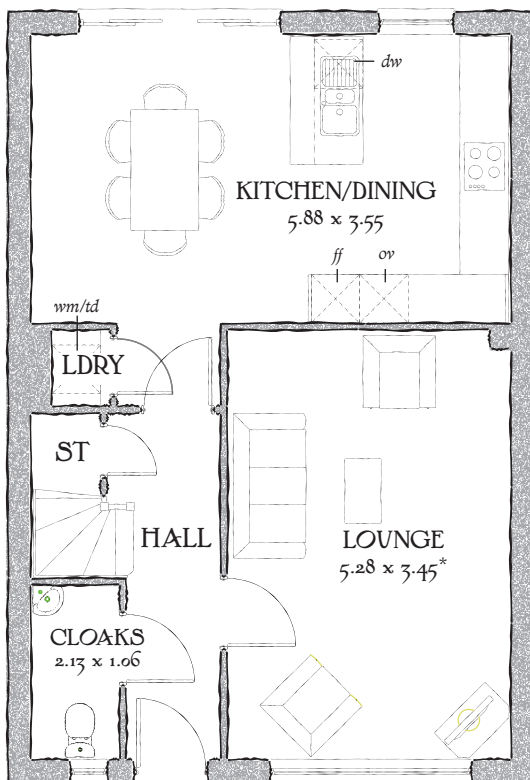 dw
KITCHEN/DINING
5.88 x 3.55
ff
ov
wm/td
LDRY
ST
HALL
LOUNGE
5.28 x 3.45*
CLOAKS
2.13 x 1.06